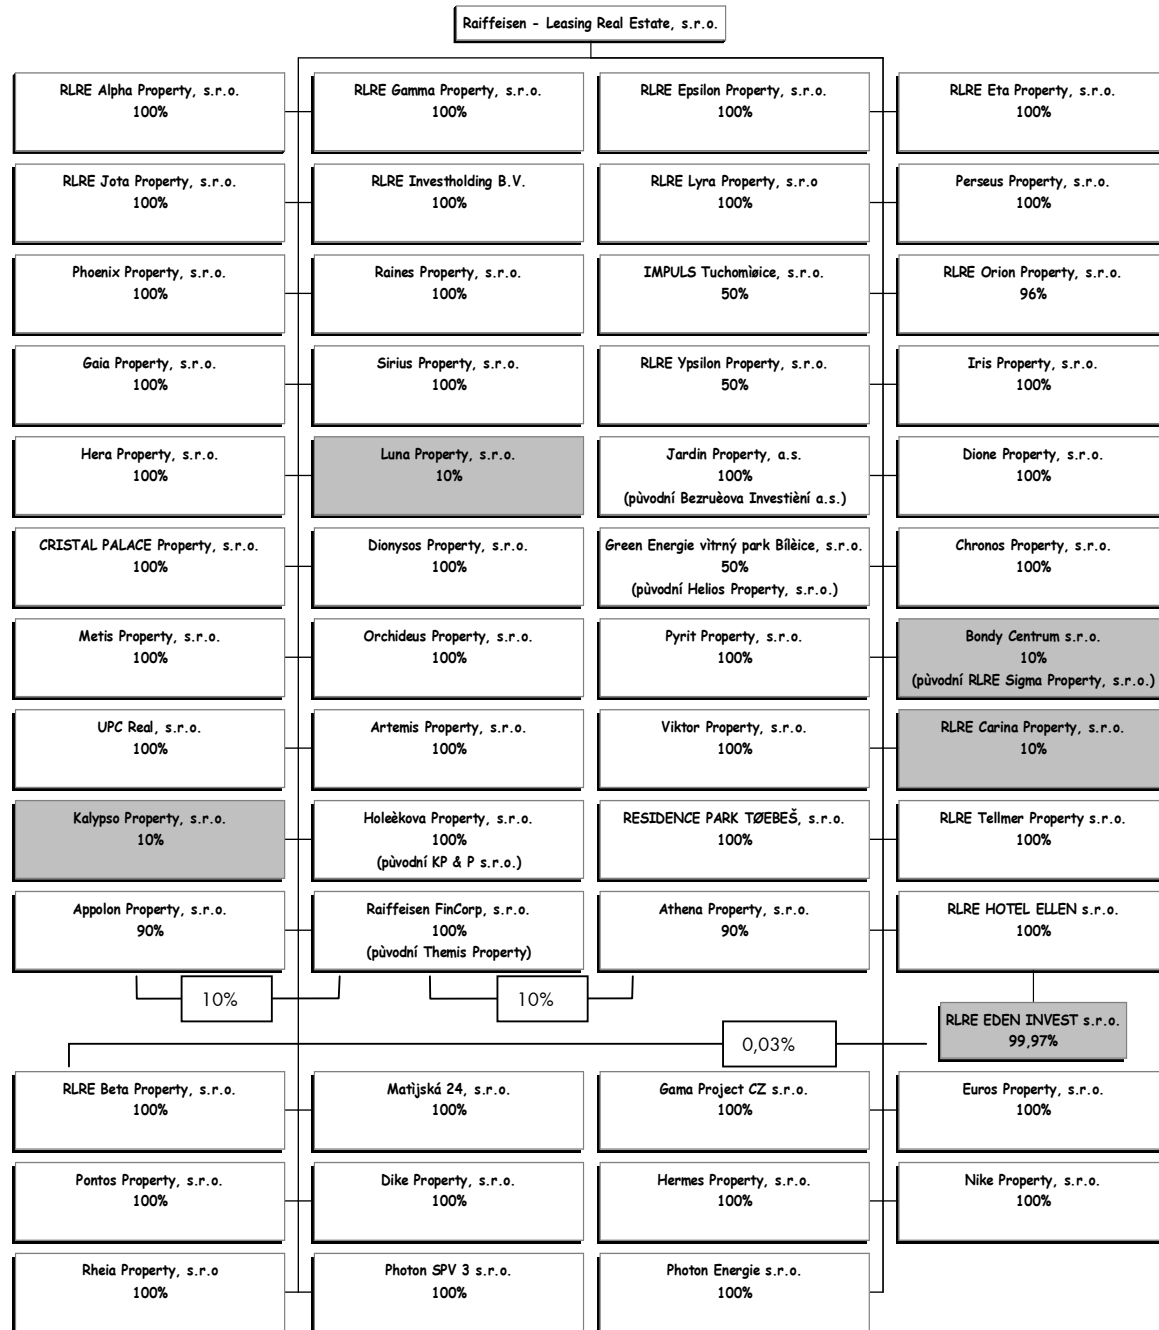 Raiffeisen - Leasing Real Estate, s.r.o.
RLRE Alpha Property, s.r.o.
100%
RLRE Gamma Property, s.r.o.
100%
RLRE Epsilon Property, s.r.o.
100%
RLRE Eta Property, s.r.o.
100%
RLRE Jota Property, s.r.o.
100%
RLRE Investholding B.V.
100%
RLRE Lyra Property, s.r.o
100%
Perseus Property, s.r.o.
100%
Phoenix Property, s.r.o.
100%
Raines Property, s.r.o.
100%
IMPULS Tuchomìøice, s.r.o.
50%
RLRE Orion Property, s.r.o.
96%
Gaia Property, s.r.o.
100%
Sirius Property, s.r.o.
100%
RLRE Ypsilon Property, s.r.o.
50%
Iris Property, s.r.o.
100%
Hera Property, s.r.o.
100%
Luna Property, s.r.o.
10%
Jardin Property, a.s.
100%
(pùvodní Bezruèova Investièní a.s.)
Dione Property, s.r.o.
100%
CRISTAL PALACE Property, s.r.o.
100%
Dionysos Property, s.r.o.
100%
Green Energie vìtrný park Bílèice, s.r.o.
50%
(pùvodní Helios Property, s.r.o.)
Chronos Property, s.r.o.
100%
Metis Property, s.r.o.
100%
Orchideus Property, s.r.o.
100%
Pyrit Property, s.r.o.
100%
Bondy Centrum s.r.o.
10%
(pùvodní RLRE Sigma Property, s.r.o.)
UPC Real, s.r.o.
100%
Artemis Property, s.r.o.
100%
Viktor Property, s.r.o.
100%
RLRE Carina Property, s.r.o.
10%
Kalypso Property, s.r.o.
10%
Holeèkova Property, s.r.o.
100%
(pùvodní KP & P s.r.o.)
RESIDENCE PARK TØEBEŠ, s.r.o.
100%
RLRE Tellmer Property s.r.o.
100%
Appolon Property, s.r.o.
90%
Raiffeisen FinCorp, s.r.o.
100%
(pùvodní Themis Property)
Athena Property, s.r.o.
90%
RLRE HOTEL ELLEN s.r.o.
100%
10%
10%
RLRE EDEN INVEST s.r.o.
99,97%
0,03%
RLRE Beta Property, s.r.o.
100%
Matìjská 24, s.r.o.
100%
Gama Project CZ s.r.o.
100%
Euros Property, s.r.o.
100%
Pontos Property, s.r.o.
100%
Dike Property, s.r.o.
100%
Hermes Property, s.r.o.
100%
Nike Property, s.r.o.
100%
Rheia Property, s.r.o
100%
Photon SPV 3 s.r.o.
100%
Photon Energie s.r.o.
100%